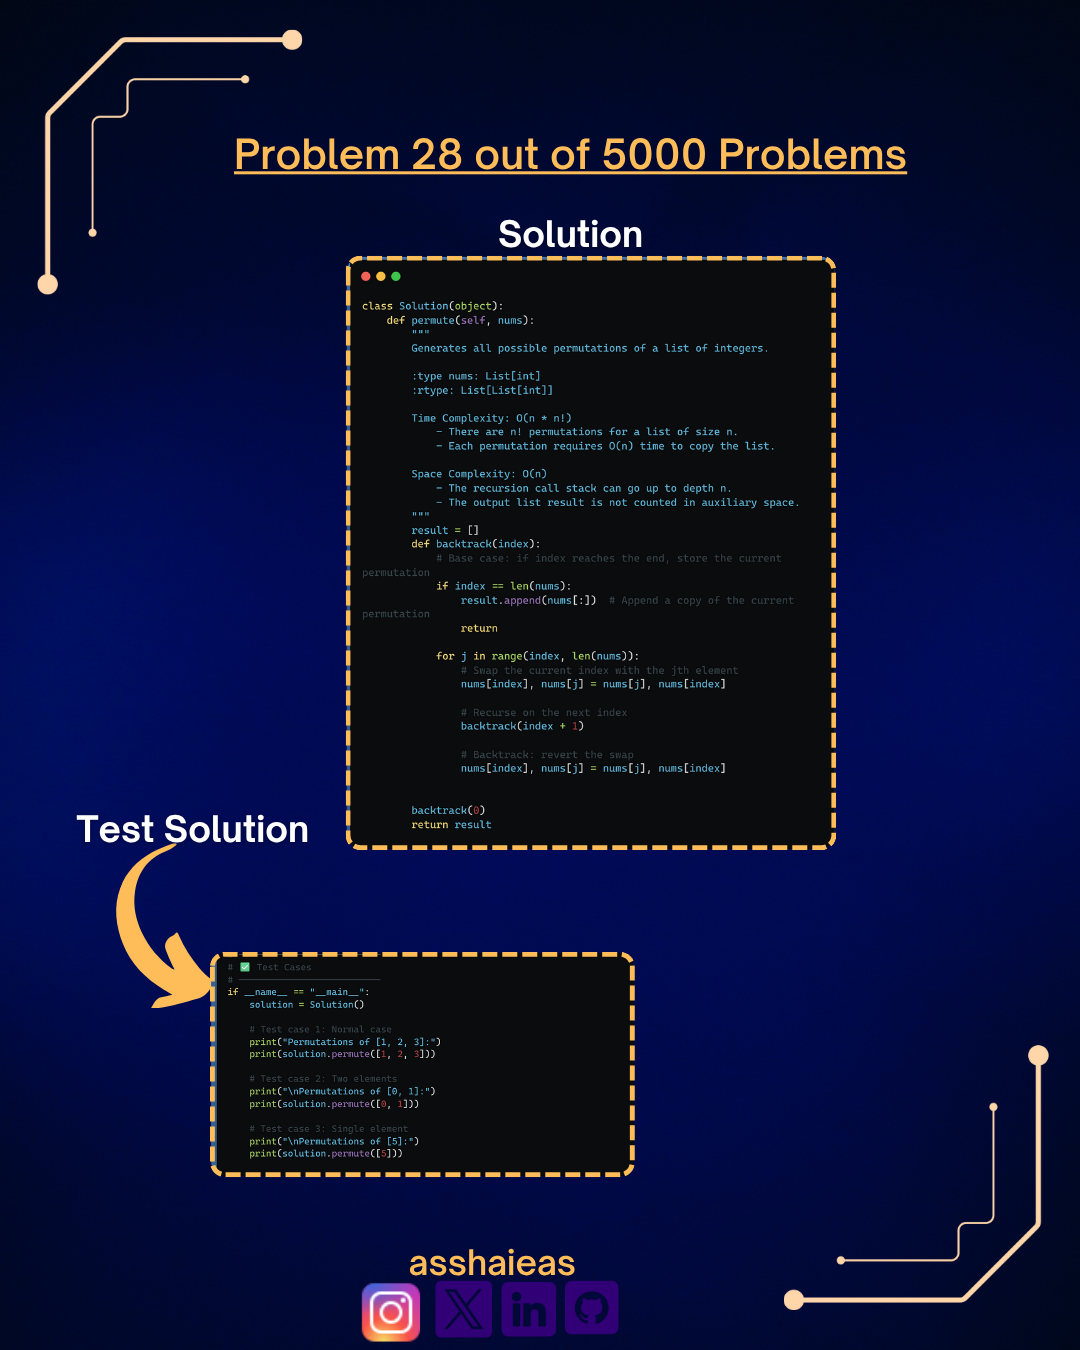 Problem 28 out of 5000 Problems
Solution
class Solution(object):
    def permute(self, nums):
        """
        Generates all possible permutations of a list of integers.

        :type nums: List[int]
        :rtype: List[List[int]]

        Time Complexity: O(n * n!)
            - There are n! permutations for a list of size n.
            - Each permutation requires O(n) time to copy the list.

        Space Complexity: O(n)
            - The recursion call stack can go up to depth n.
            - The output list result is not counted in auxiliary space.
        """
        result = []
        def backtrack(index):
            # Base case: if index reaches the end, store the current
permutation
            if index == len(nums):
                result.append(nums[:])  # Append a copy of the current
permutation
                return

            for j in range(index, len(nums)):
                # Swap the current index with the jth element
                nums[index], nums[j] = nums[j], nums[index]

                # Recurse on the next index
                backtrack(index + 1)

                # Backtrack: revert the swap
                nums[index], nums[j] = nums[j], nums[index]


        backtrack(0)
        return result
Test Solution
# ✅ Test Cases
# ─────────────────────────
if __name__ == "__main__":
    solution = Solution()

    # Test case 1: Normal case
    print("Permutations of [1, 2, 3]:")
    print(solution.permute([1, 2, 3]))

    # Test case 2: Two elements
    print("\nPermutations of [0, 1]:")
    print(solution.permute([0, 1]))

    # Test case 3: Single element
    print("\nPermutations of [5]:")
    print(solution.permute([5]))
asshaieas